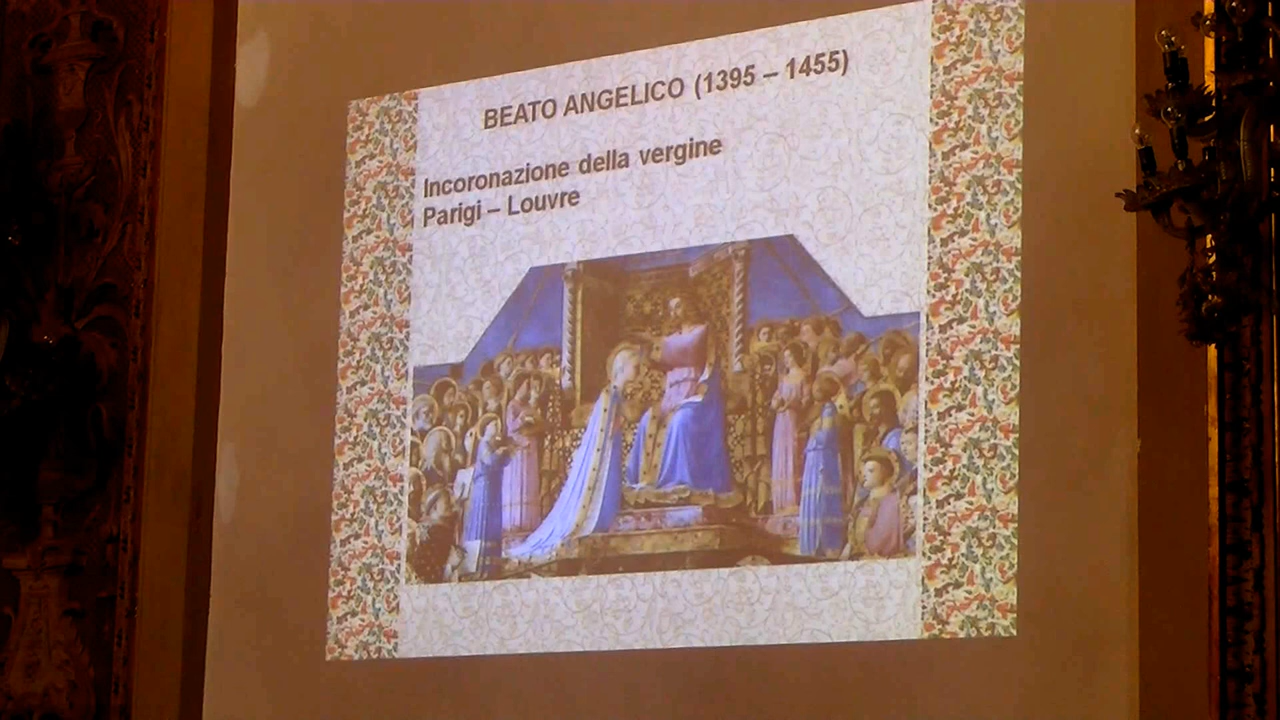 BEATO ANGELICO (1395 – 1455)
Incoronazione della vergine
Parigi – Louvre